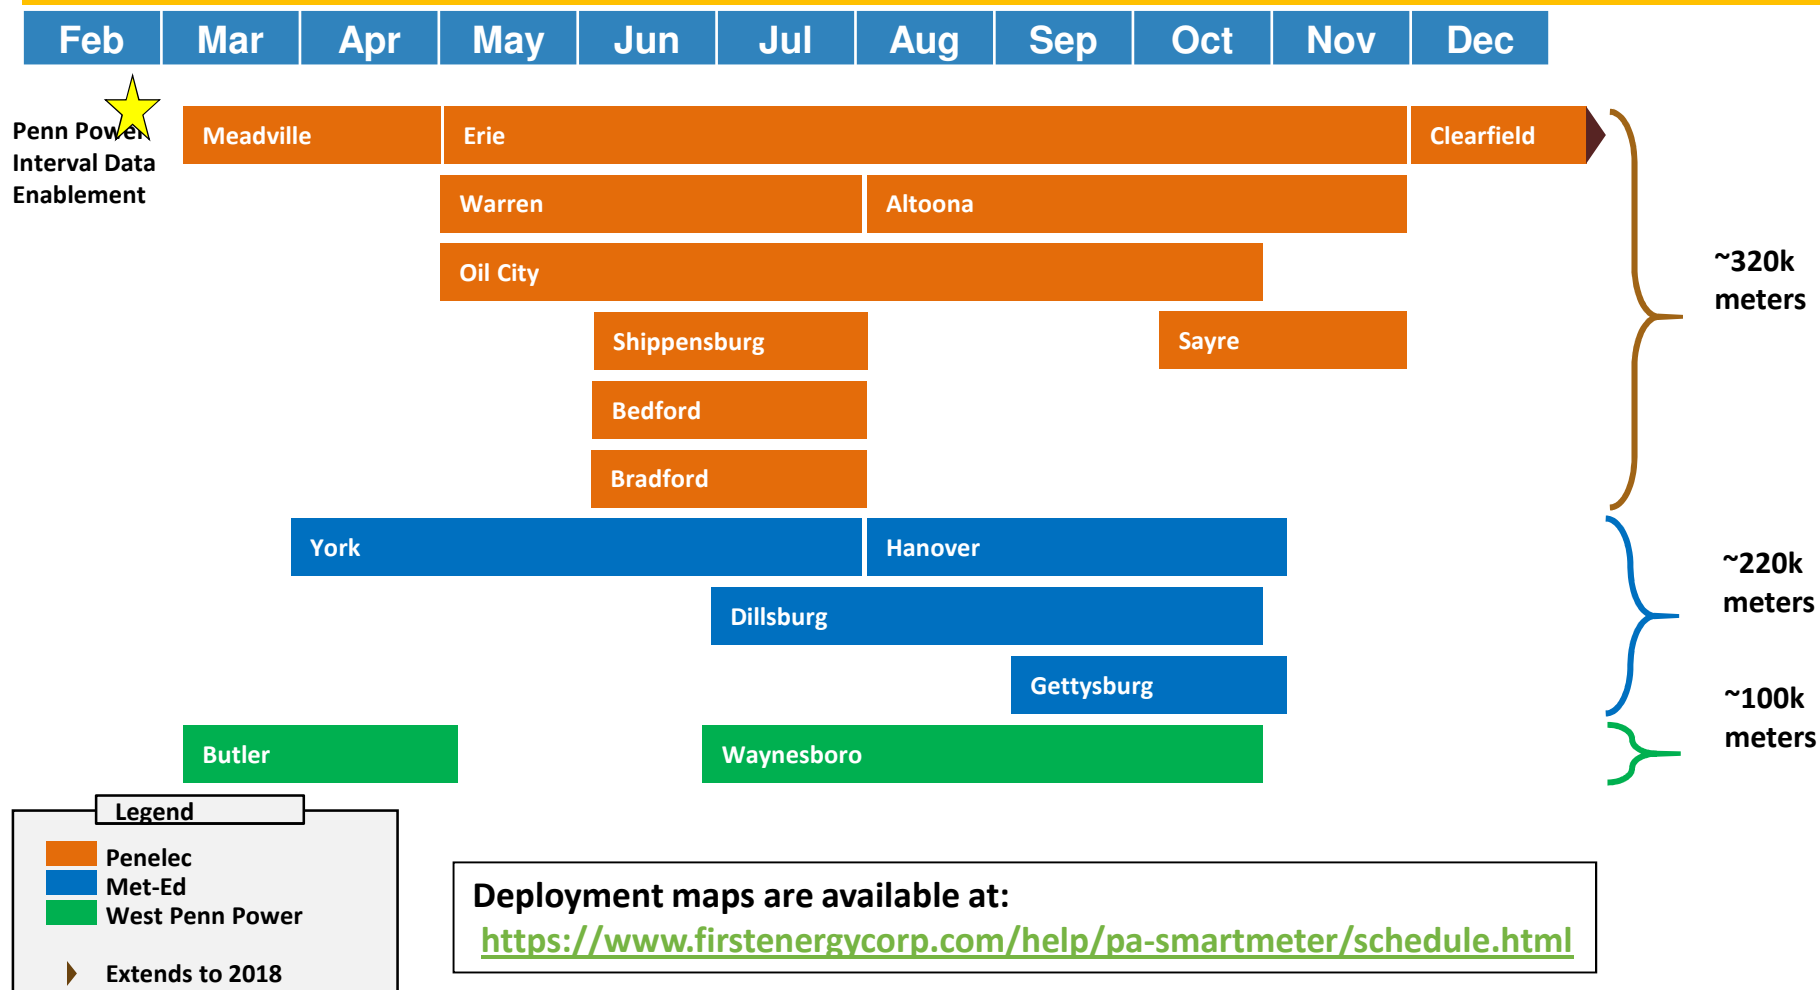 Feb Mar Apr May Jun Jul Aug Sep Oct Nov Dec
Penn Power
Interval Data
Enablement
Meadville
Erie
Clearfield
Warren
Altoona
Oil City
~320k
meters
Shippensburg
Sayre
Bedford
Bradford
York
Hanover
~220k
meters
Dillsburg
Gettysburg
~100k
meters
Butler
Waynesboro
Legend
Penelec
Met-Ed
West Penn Power
Extends to 2018
Deployment maps are available at:
https://www.firstenergycorp.com/help/pa-smartmeter/schedule.html